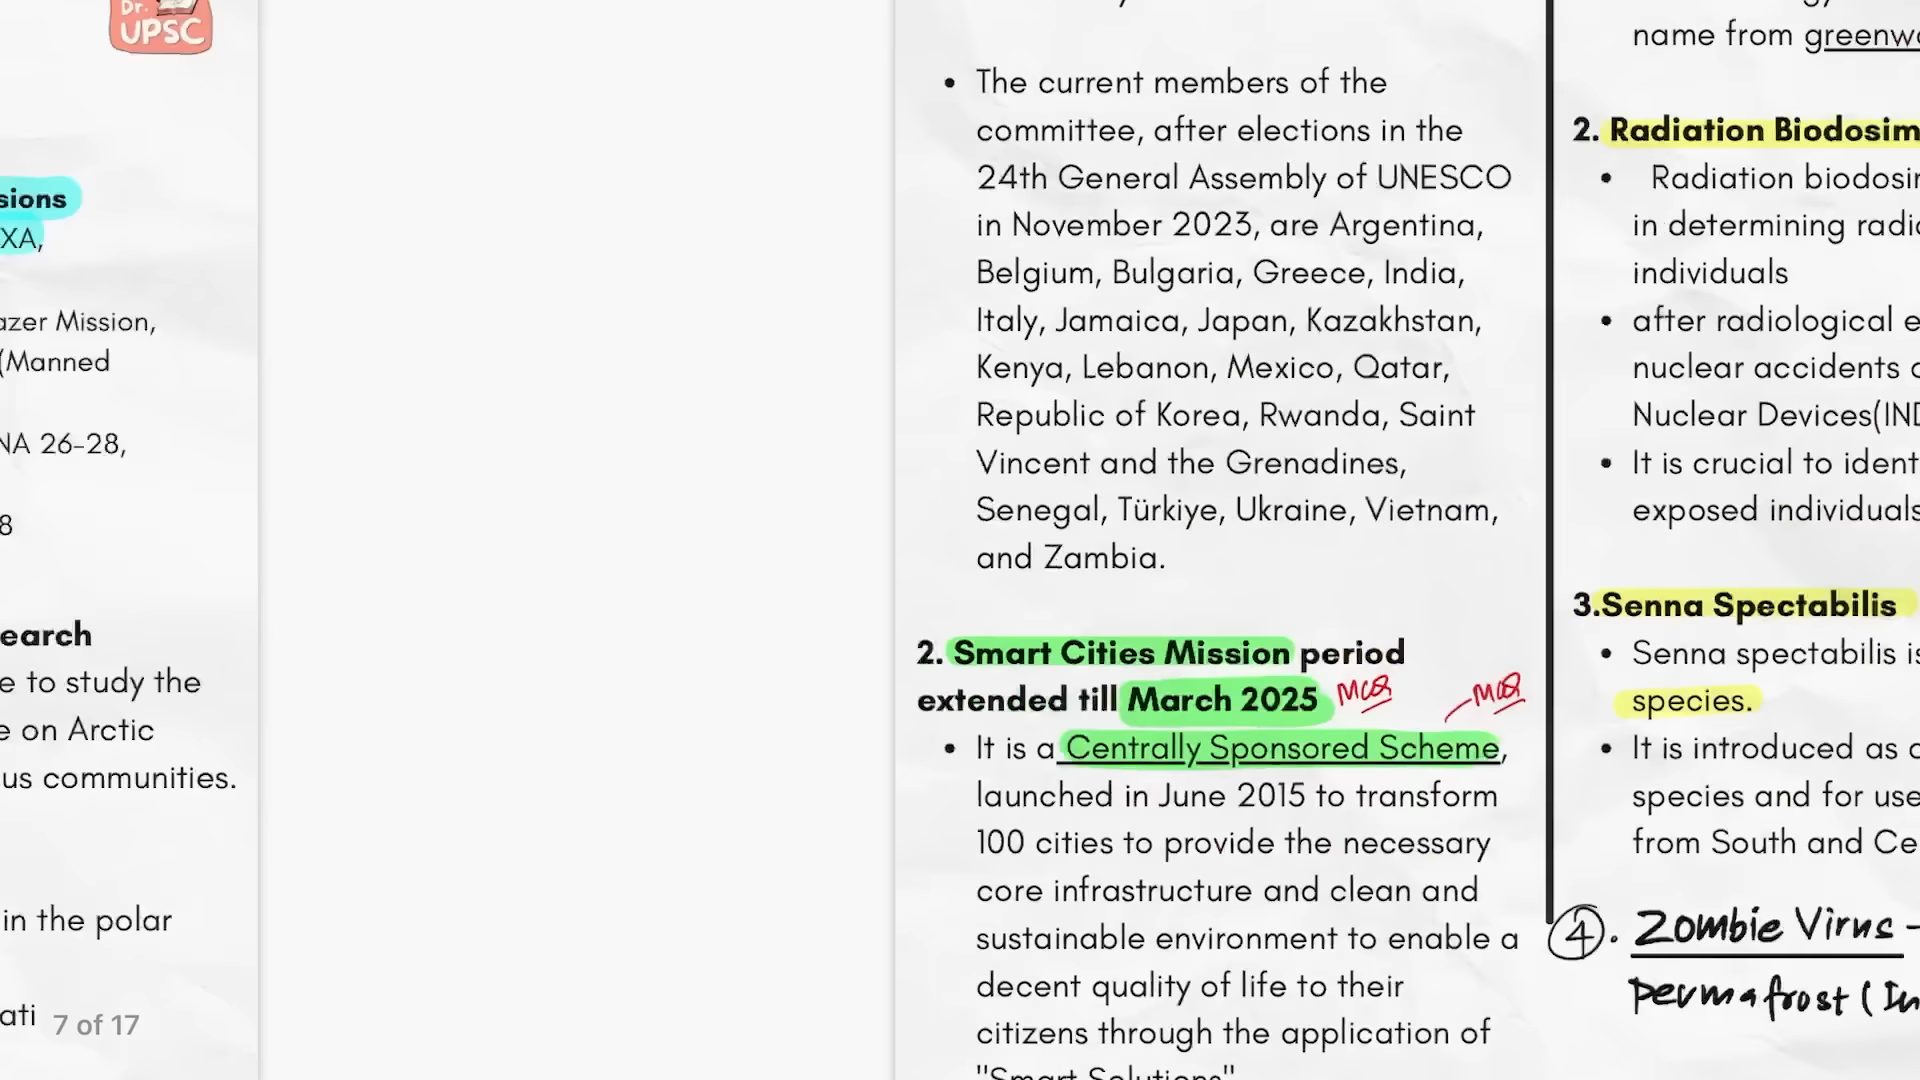 Dr.
UPSC
sions
XA,
azer Mission,
(Manned
NA 26-28,
8
earch
e to study the
e on Arctic
us communities.
in the polar
ati
7 of 17
The current members of the
committee, after elections in the
24th General Assembly of UNESCO
in November 2023, are Argentina,
Belgium, Bulgaria, Greece, India,
Italy, Jamaica, Japan, Kazakhstan,
Kenya, Lebanon, Mexico, Qatar,
Republic of Korea, Rwanda, Saint
Vincent and the Grenadines,
Senegal, Türkiye, Ukraine, Vietnam,
and Zambia.
2. Smart Cities Mission period
extended till March 2025 MCQ
MCQ
• It is a Centrally Sponsored Scheme,
launched in June 2015 to transform
100 cities to provide the necessary
core infrastructure and clean and
sustainable environment to enable a
decent quality of life to their
citizens through the application of
"Smart Solutions"
name from greenwa
2. Radiation Biodosim
• Radiation biodosin
in determining radia
individuals
• after radiological e
nuclear accidents o
Nuclear Devices(IND
• It is crucial to ident
exposed individuals
3.Senna Spectabilis
• Senna spectabilis is
species.
• It is introduced as a
species and for use
from South and Ce
4. Zombie Virus -
permafrost (In